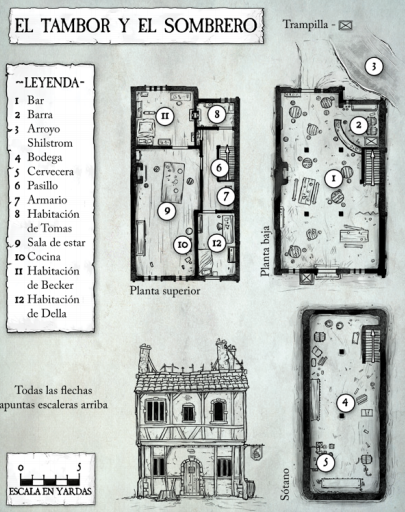 EL TAMBOR Y EL SOMBRERO
Trampilla -
~LEYENDA~
1 Bar
2 Barra
3 Arroyo
Shilstrom
4 Bodega
5 Cervecera
6 Pasillo
7 Armario
8 Habitación
de Tomas
9 Sala de estar
10 Cocina
11 Habitación
de Becker
12 Habitación
de Della
11
8
6
7
9
10
12
Planta superior
3
2
1
Planta baja
Todas las flechas
apuntas escaleras arriba
0 5
ESCALA EN YARDAS
4
5
Sótano